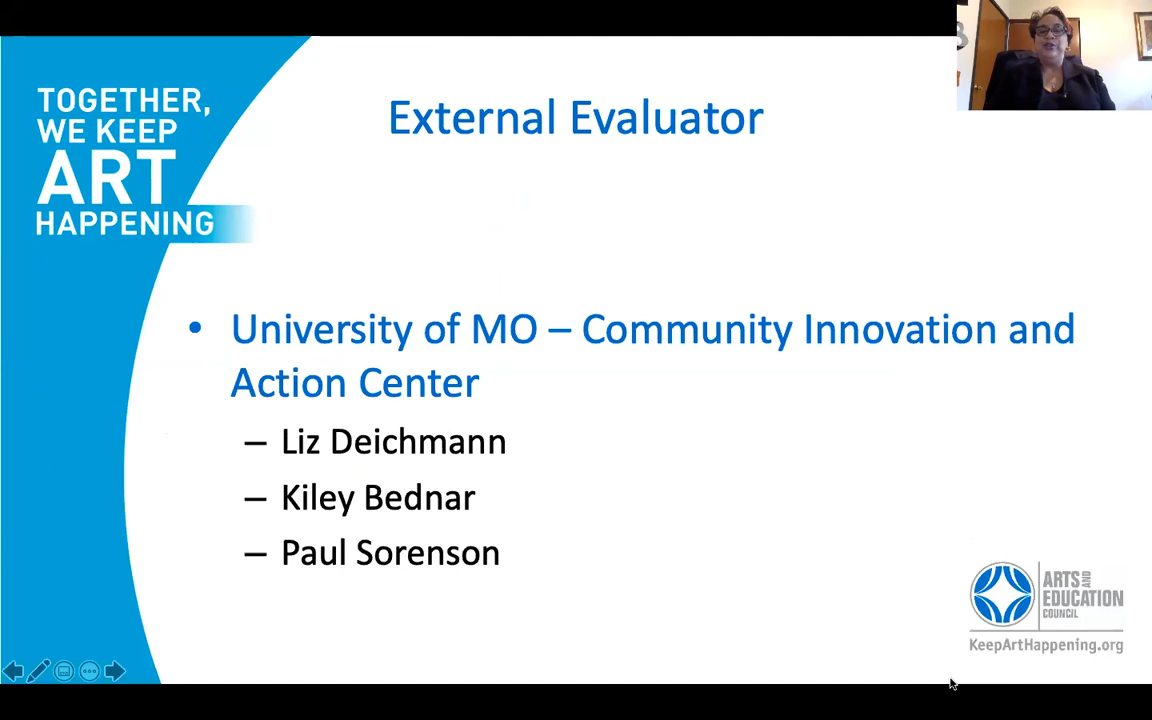 TOGETHER,
WE KEEP
ART
HAPPENING
External Evaluator
• University of MO – Community Innovation and
Action Center
– Liz Deichmann
– Kiley Bednar
– Paul Sorenson
ARTS AND
EDUCATION
COUNCIL
KeepArtHappening.org